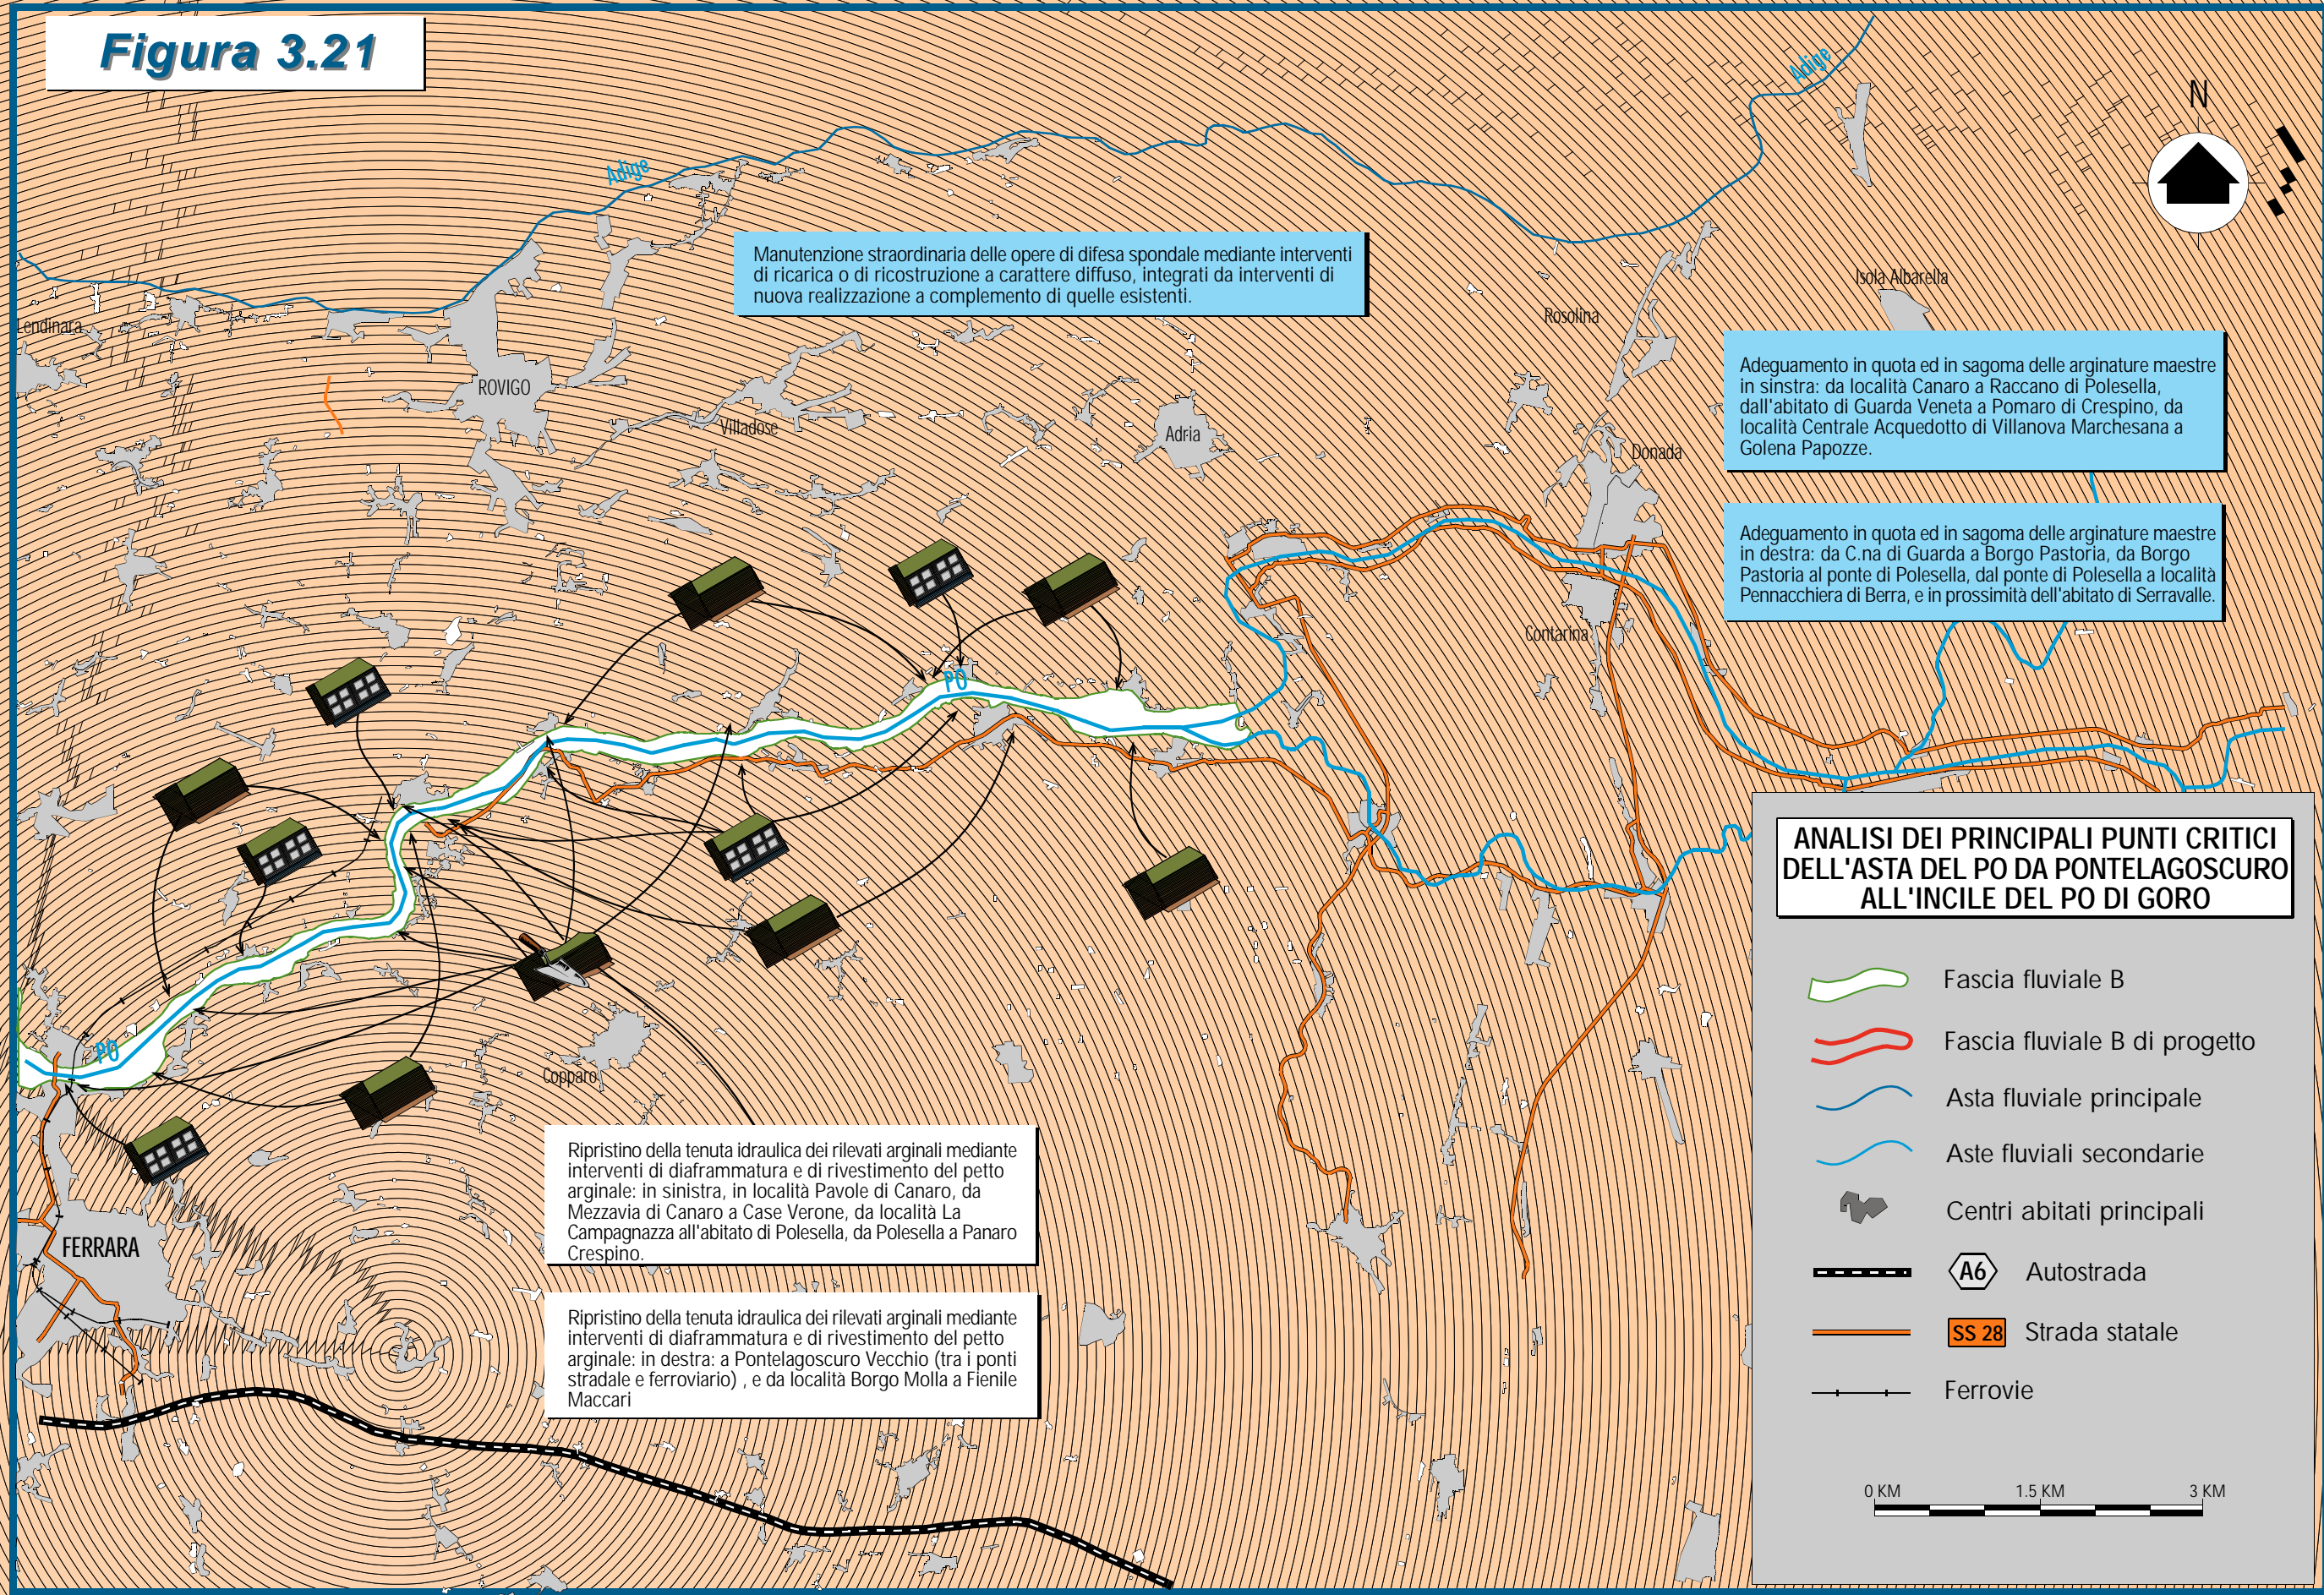 Figura 3.21
Adige
N
Adige
Manutenzione straordinaria delle opere di difesa spondale mediante interventi
di ricarica o di ricostruzione a carattere diffuso, integrati da interventi di
nuova realizzazione a complemento di quelle esistenti.
Isola Albarella
Rosolina
Lendinara
Adeguamento in quota ed in sagoma delle arginature maestre
in sinstra: da località Canaro a Raccano di Polesella,
dall'abitato di Guarda Veneta a Pomaro di Crespino, da
località Centrale Acquedotto di Villanova Marchesana a
Golena Papozze.
ROVIGO
Villadose
Adria
Donada
Adeguamento in quota ed in sagoma delle arginature maestre
in destra: da C.na di Guarda a Borgo Pastoria, da Borgo
Pastoria al ponte di Polesella, dal ponte di Polesella a località
Pennacchiera di Berra, e in prossimità dell'abitato di Serravalle.
Contarina
PO
PO
Copparo
FERRARA
Ripristino della tenuta idraulica dei rilevati arginali mediante
interventi di diaframmatura e di rivestimento del petto
arginale: in sinistra, in località Pavole di Canaro, da
Mezzavia di Canaro a Case Verone, da località La
Campagnazza all'abitato di Polesella, da Polesella a Panaro
Crespino.
Ripristino della tenuta idraulica dei rilevati arginali mediante
interventi di diaframmatura e di rivestimento del petto
arginale: in destra: a Pontelagoscuro Vecchio (tra i ponti
stradale e ferroviario) , e da località Borgo Molla a Fienile
Maccari
ANALISI DEI PRINCIPALI PUNTI CRITICI
DELL'ASTA DEL PO DA PONTELAGOSCURO
ALL'INCILE DEL PO DI GORO
Fascia fluviale B
Fascia fluviale B di progetto
Asta fluviale principale
Aste fluviali secondarie
Centri abitati principali
A6 Autostrada
SS 28 Strada statale
Ferrovie
0 KM 1.5 KM 3 KM